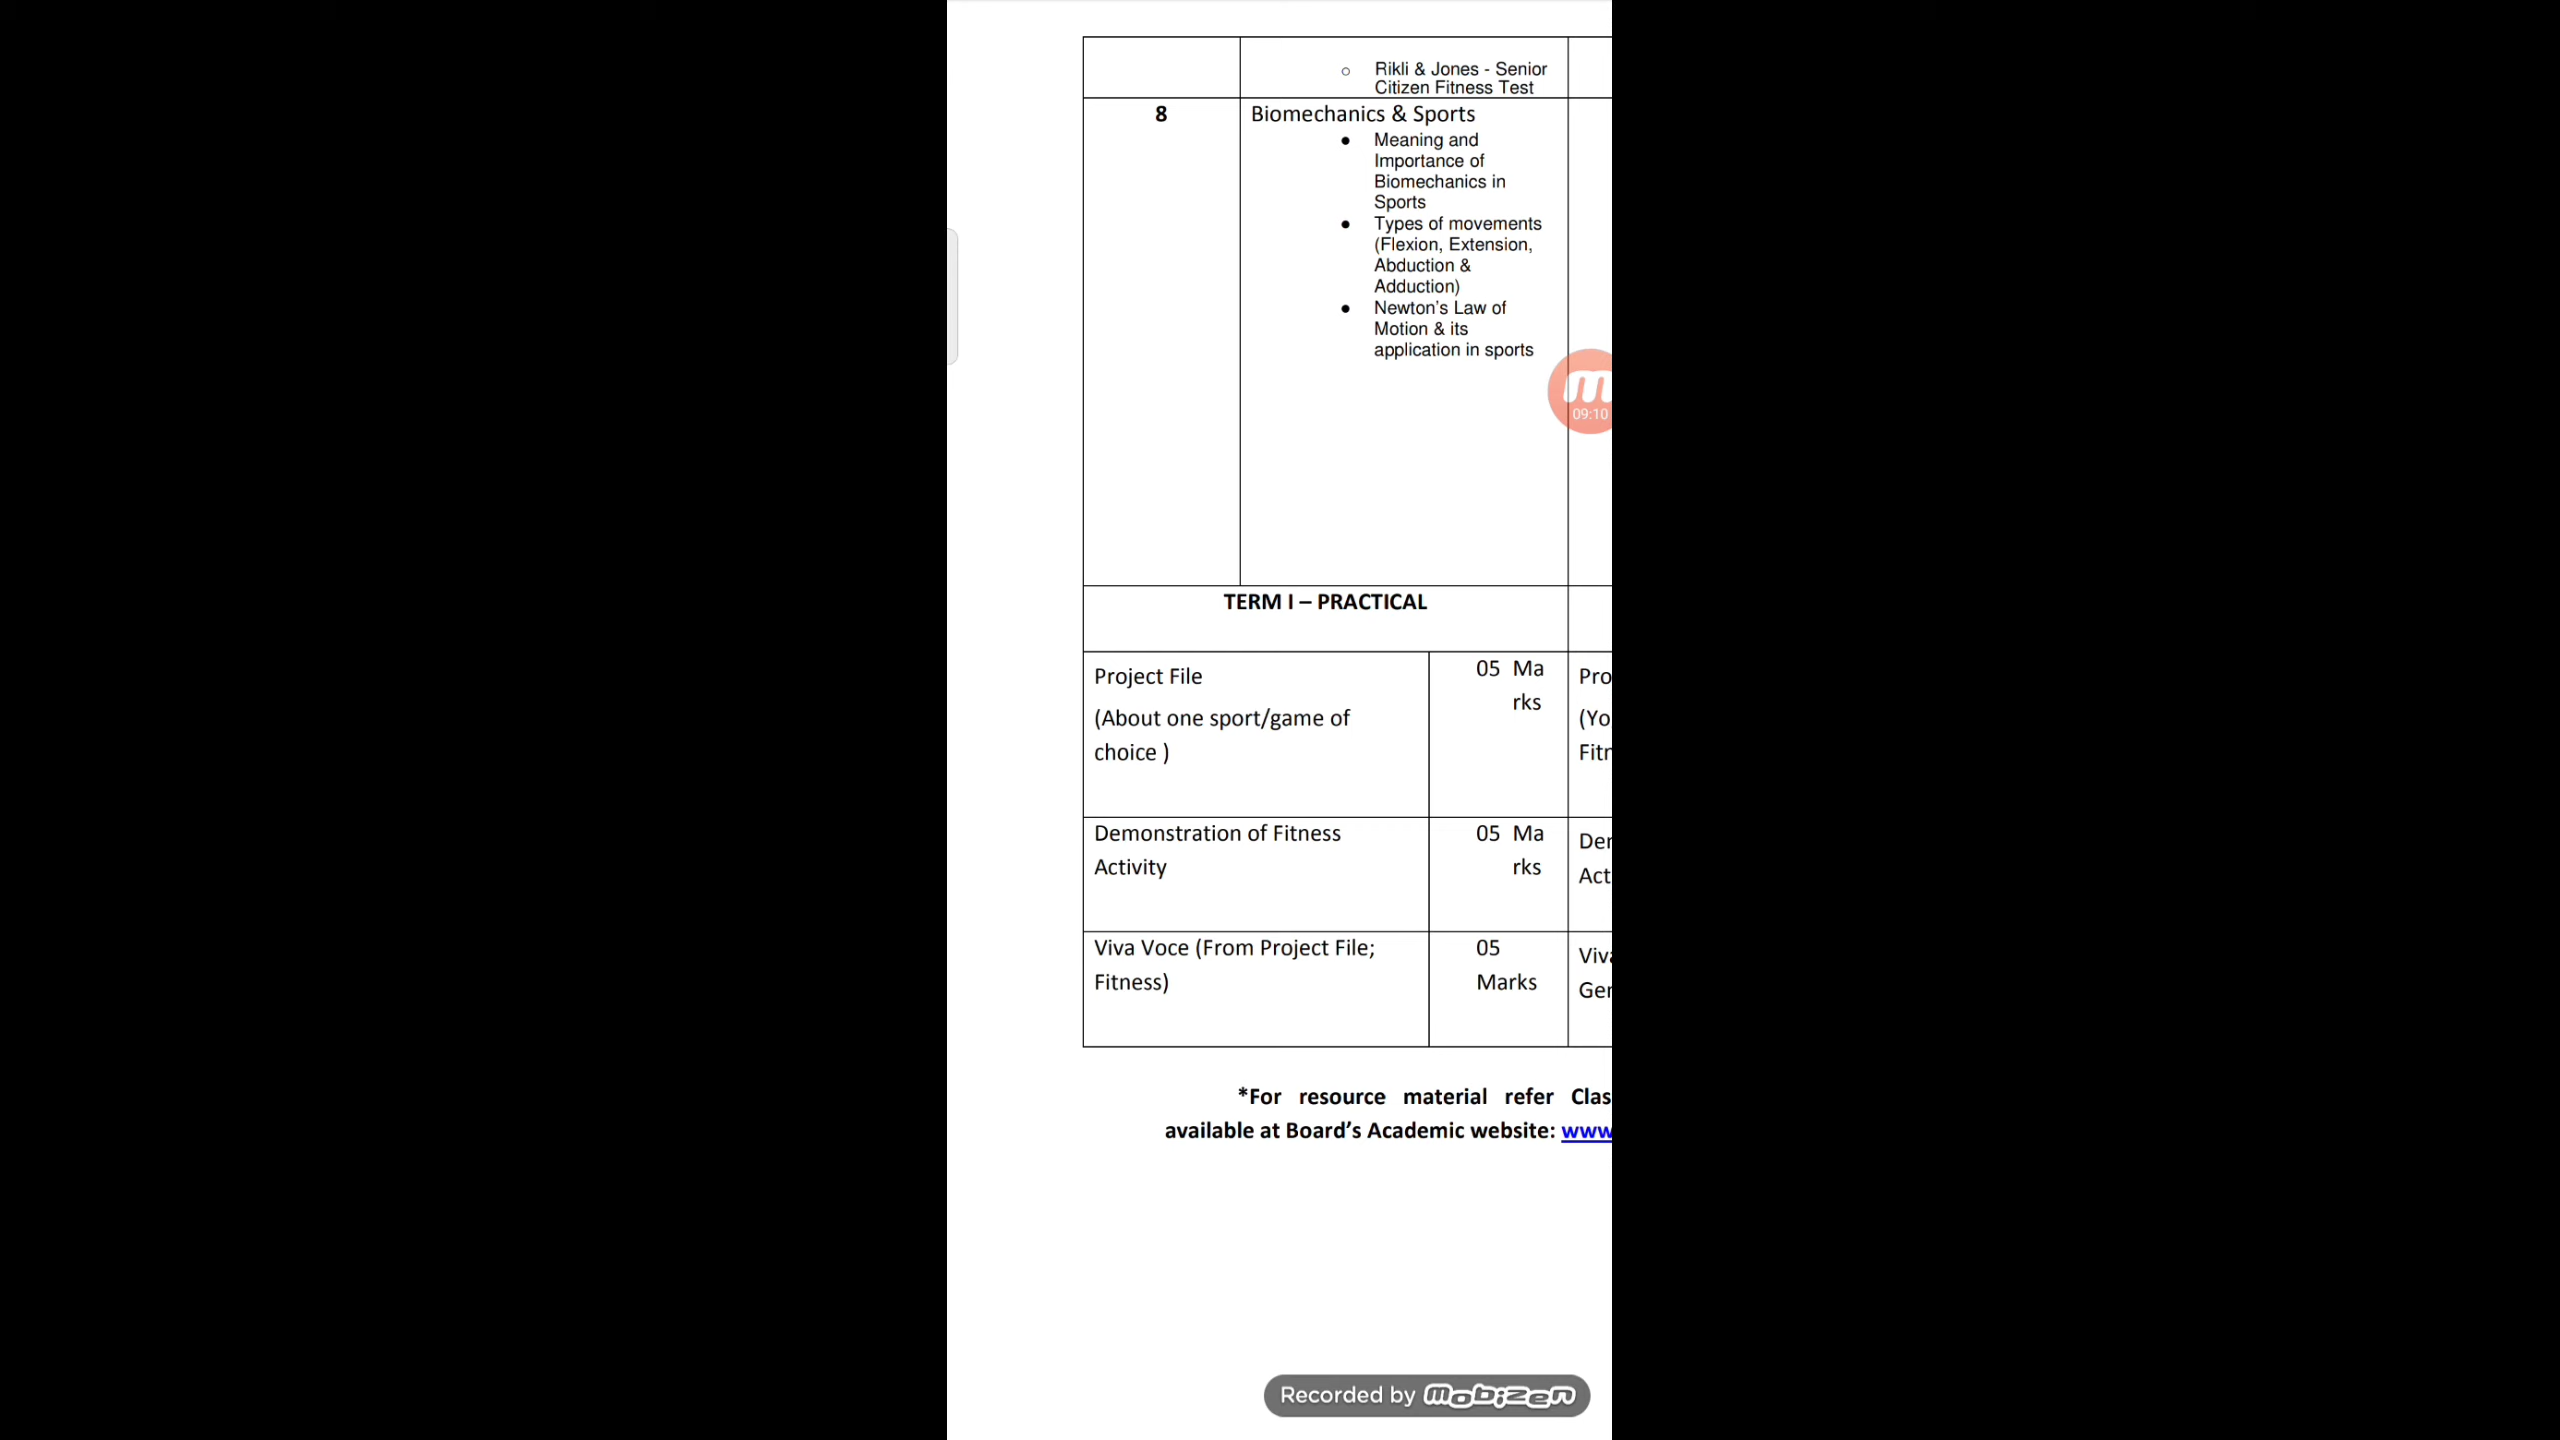 ○ Rikli & Jones - Senior
Citizen Fitness Test
8
Biomechanics & Sports
● Meaning and
Importance of
Biomechanics in
Sports
● Types of movements
(Flexion, Extension,
Abduction &
Adduction)
● Newton’s Law of
Motion & its
application in sports
09:10
TERM I – PRACTICAL
Project File
(About one sport/game of
choice )
05 Ma
rks
Pro
(Yo
Demonstration of Fitness
Activity
05 Ma
rks
Act
Viva Voce (From Project File;
Fitness)
05
Marks
*For resource material refer Clas
available at Board’s Academic website: www
Recorded by mobizen